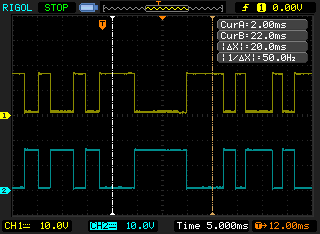 RIGOL STOP T f 1 0.00V
CurA:2.00ms
CurB:22.0ms
|ΔX|:20.0ms
|1/ΔX|:50.0Hz
T
1
2
CH1 10.0V CH2 10.0V Time 5.000ms T→12.00ms